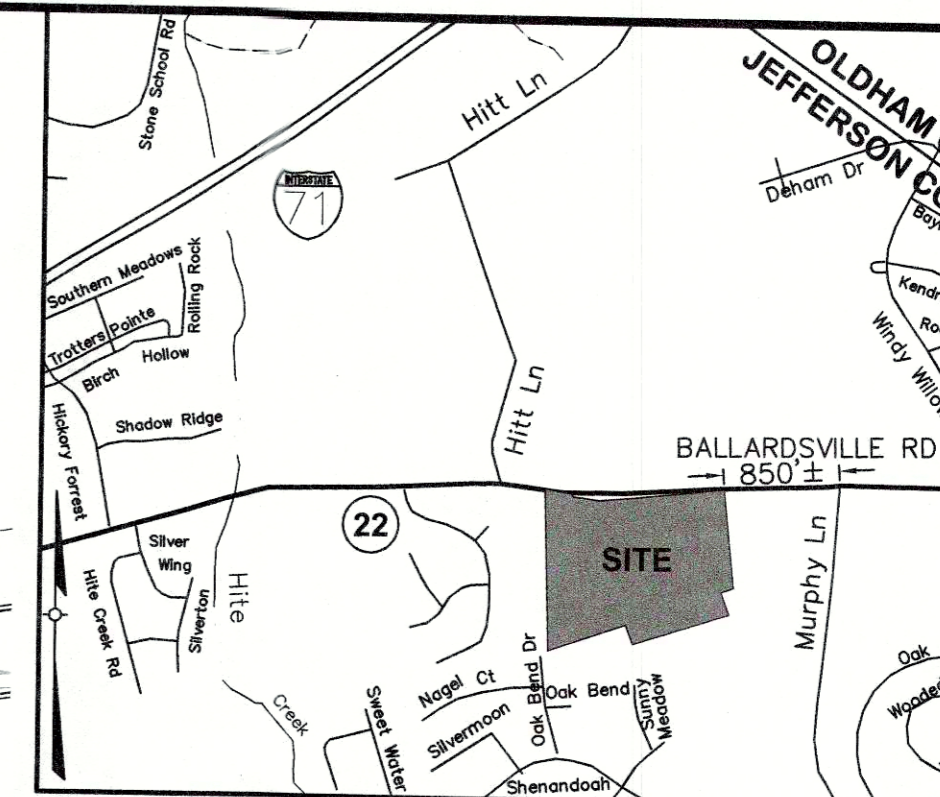 Stone School Rd
Hitt Ln
OLDHAM
JEFFERSON CO
INTERSTATE
71
Deham Dr
Southern Meadows
Rolling Rock
Trotters Pointe
Hollow
Birch
Windy Willow
Hickory Forrest
Shadow Ridge
Hitt Ln
BALLARDSVILLE RD
850'±
22
SITE
Silver
Wing
Hite Creek Rd
Silverton
Hite
Creek
Murphy Ln
Nagel Ct
Oak Bend Dr
Oak Bend
Sunny
Meadow
Sweet Water
Silvermoon
Shenandoah
Oak